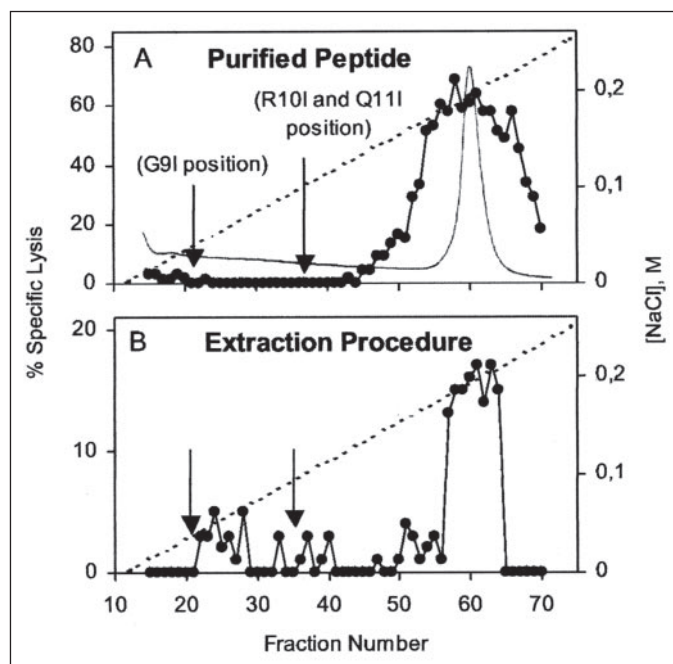 A Purified Peptide
(R10I and Q11I
position)
(G9I position)
80
60
40
20
0
0,2
0,1
0
B Extraction Procedure
20
10
0
0,2
0,1
0
% Specific Lysis
[NaCl], M
10 20 30 40 50 60 70
Fraction Number